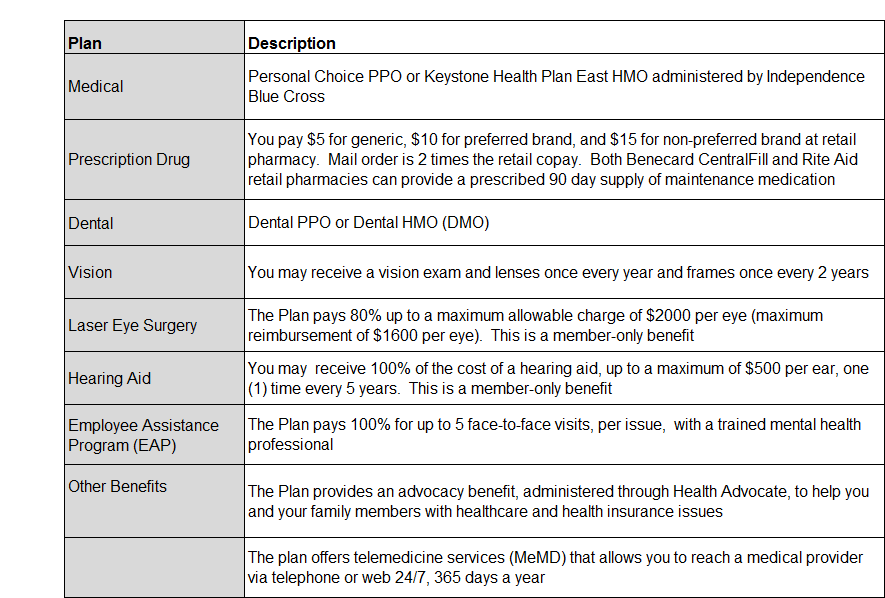 Plan Description
Medical
Personal Choice PPO or Keystone Health Plan East HMO administered by Independence
Blue Cross
Prescription Drug
You pay $5 for generic, $10 for preferred brand, and $15 for non-preferred brand at retail
pharmacy.  Mail order is 2 times the retail copay.  Both Benecard CentralFill and Rite Aid
retail pharmacies can provide a prescribed 90 day supply of maintenance medication
Dental
Dental PPO or Dental HMO (DMO)
Vision
You may receive a vision exam and lenses once every year and frames once every 2 years
Laser Eye Surgery
The Plan pays 80% up to a maximum allowable charge of $2000 per eye (maximum
reimbursement of $1600 per eye).  This is a member-only benefit
Hearing Aid
You may  receive 100% of the cost of a hearing aid, up to a maximum of $500 per ear, one
(1) time every 5 years.  This is a member-only benefit
Employee Assistance
Program (EAP)
The Plan pays 100% for up to 5 face-to-face visits, per issue,  with a trained mental health
professional
Other Benefits
The Plan provides an advocacy benefit, administered through Health Advocate, to help you
and your family members with healthcare and health insurance issues
The plan offers telemedicine services (MeMD) that allows you to reach a medical provider
via telephone or web 24/7, 365 days a year